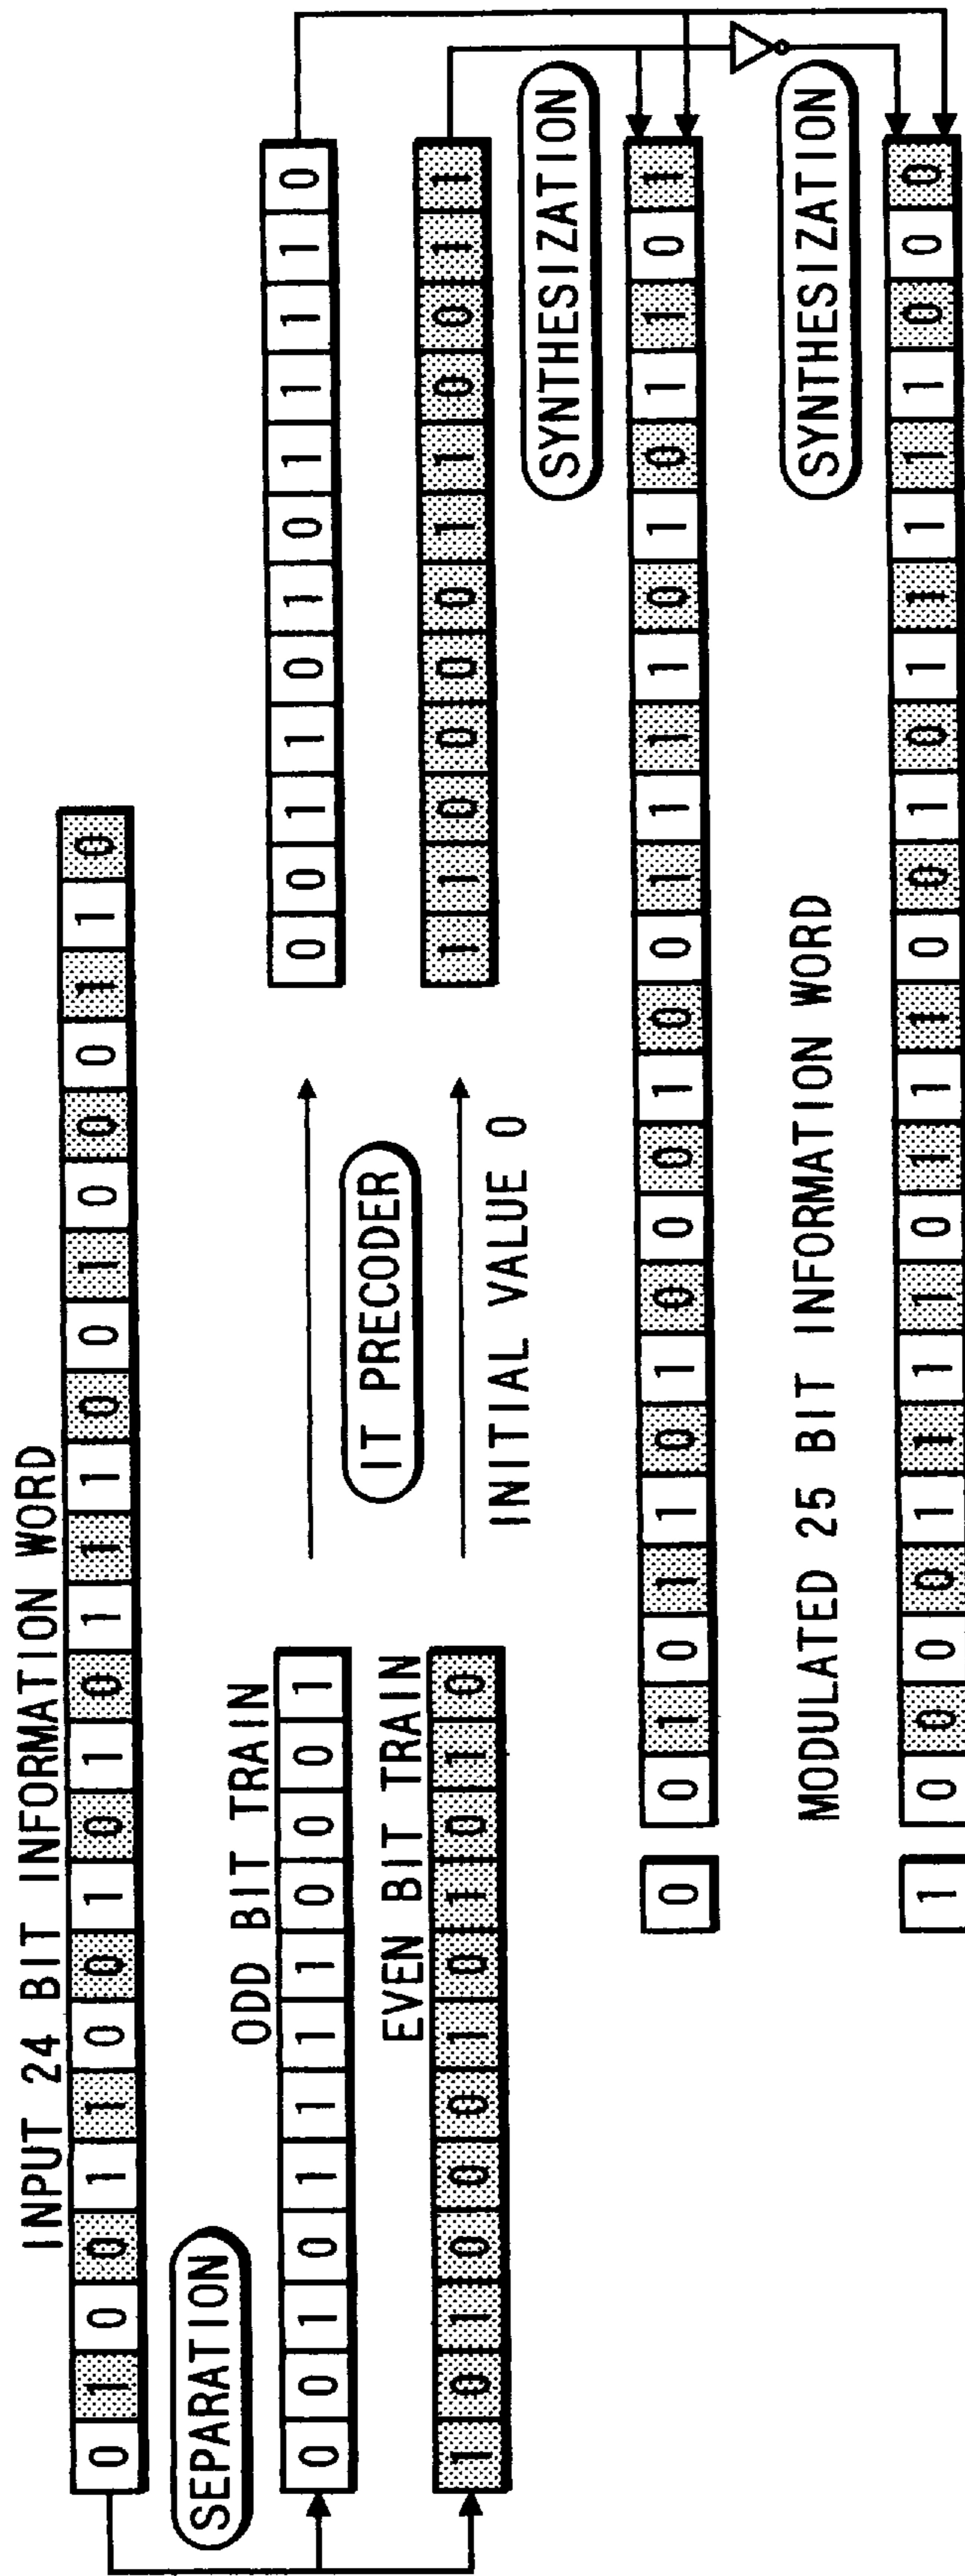 INPUT 24 BIT INFORMATION WORD
0 1 0 0 1 1 0 0 1 0 1 0 1 1 1 0 0 1 0 0 0 1 1 0
SEPARATION
ODD BIT TRAIN
0 0 1 0 1 1 1 1 0 0 0 1
EVEN BIT TRAIN
1 0 1 0 0 0 1 0 1 0 1 0
IT PRECODER
INITIAL VALUE 0
0 0 1 1 0 1 0 1 1 1 1 0
1 1 0 0 0 0 1 1 0 0 1 1
SYNTHESIZATION
0 0 1 0 1 1 0 1 0 0 0 1 0 0 1 1 1 1 0 1 0 1 1 0 1
MODULATED 25 BIT INFORMATION WORD
SYNTHESIZATION
1 0 0 0 0 1 1 1 1 0 1 1 1 0 0 1 0 1 1 1 1 1 0 0 0